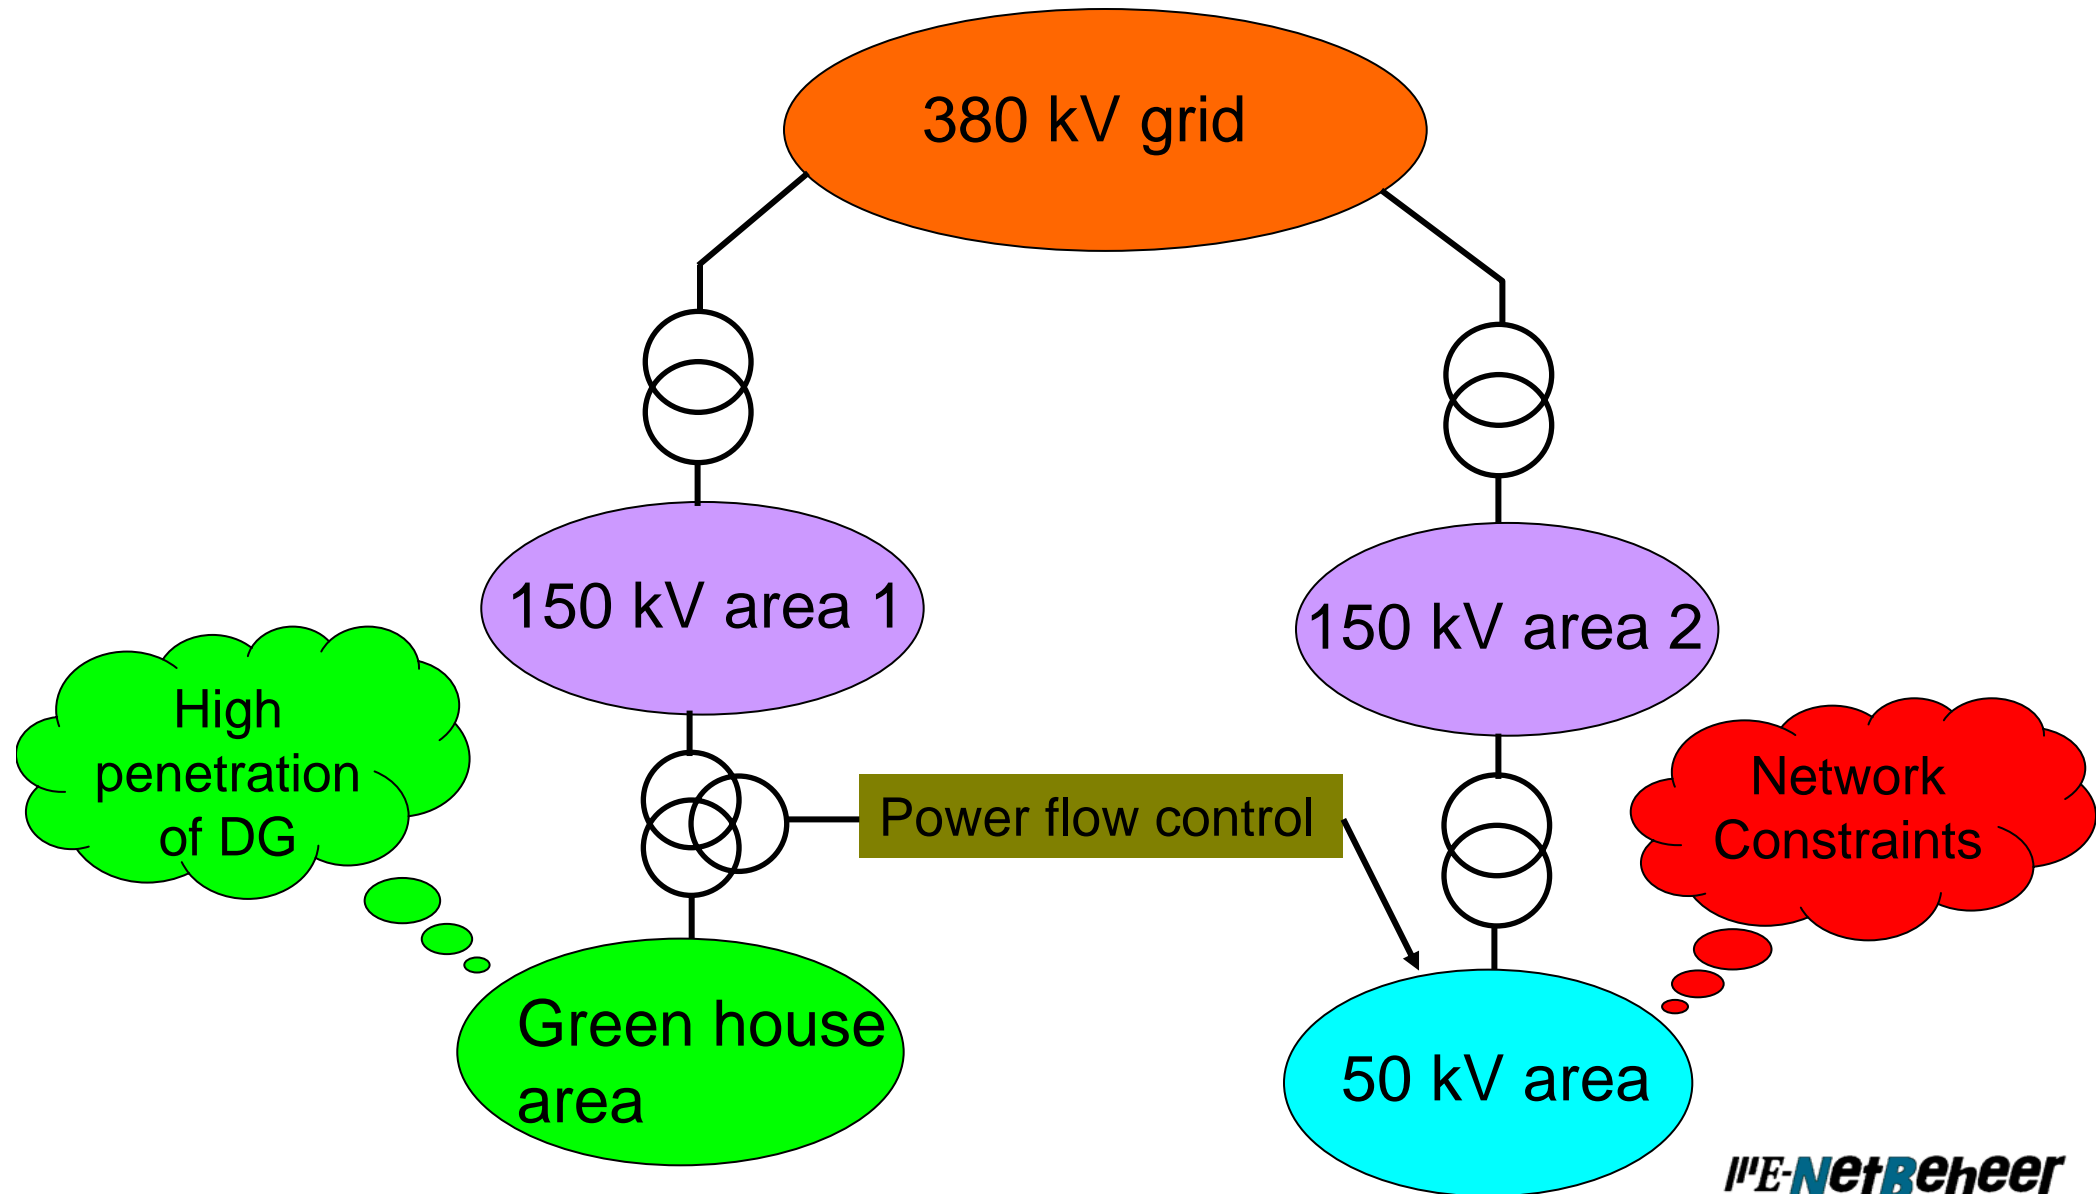 380 kV grid
150 kV area 1
150 kV area 2
High
penetration
of DG
Network
Constraints
Power flow control
Green house
area
50 kV area
E-NetBeheer